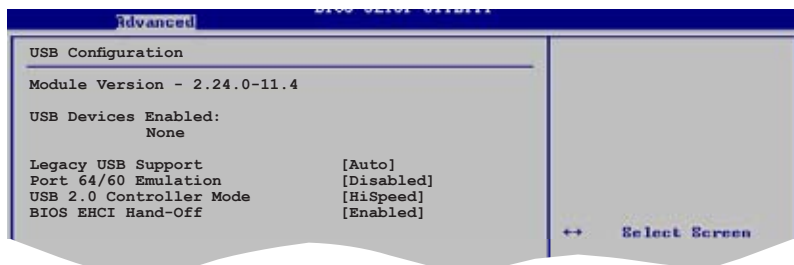 Advanced
USB Configuration
Module Version - 2.24.0-11.4
USB Devices Enabled:
None
Legacy USB Support [Auto]
Port 64/60 Emulation [Disabled]
USB 2.0 Controller Mode [HiSpeed]
BIOS EHCI Hand-Off [Enabled]
↔ Select Screen